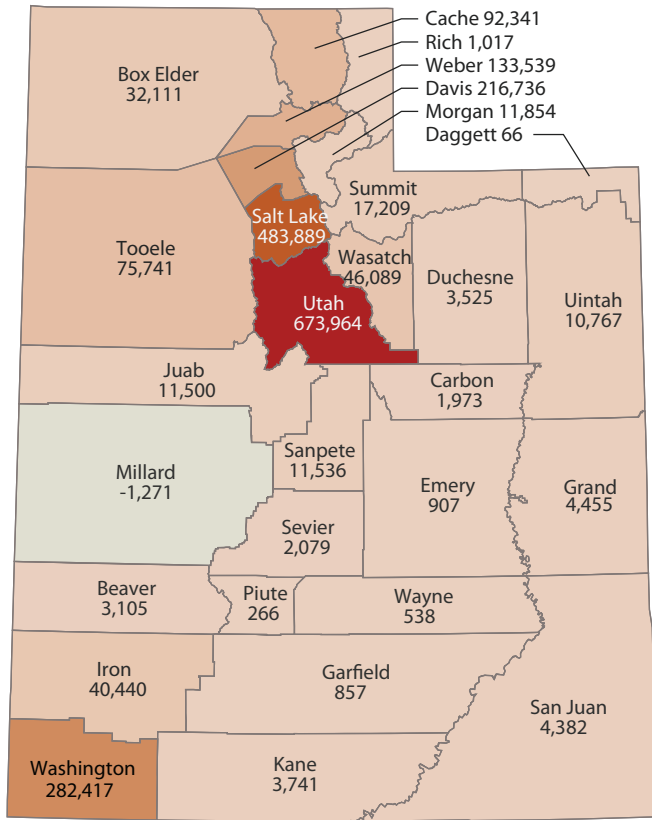 Cache 92,341
Rich 1,017
Weber 133,539
Davis 216,736
Morgan 11,854
Daggett 66
Box Elder
32,111
Summit
17,209
Salt Lake
483,889
Tooele
75,741
Wasatch
46,089
Duchesne
3,525
Uintah
10,767
Utah
673,964
Juab
11,500
Carbon
1,973
Sanpete
11,536
Millard
-1,271
Emery
907
Grand
4,455
Sevier
2,079
Beaver
3,105
Piute
266
Wayne
538
Iron
40,440
Garfield
857
San Juan
4,382
Washington
282,417
Kane
3,741